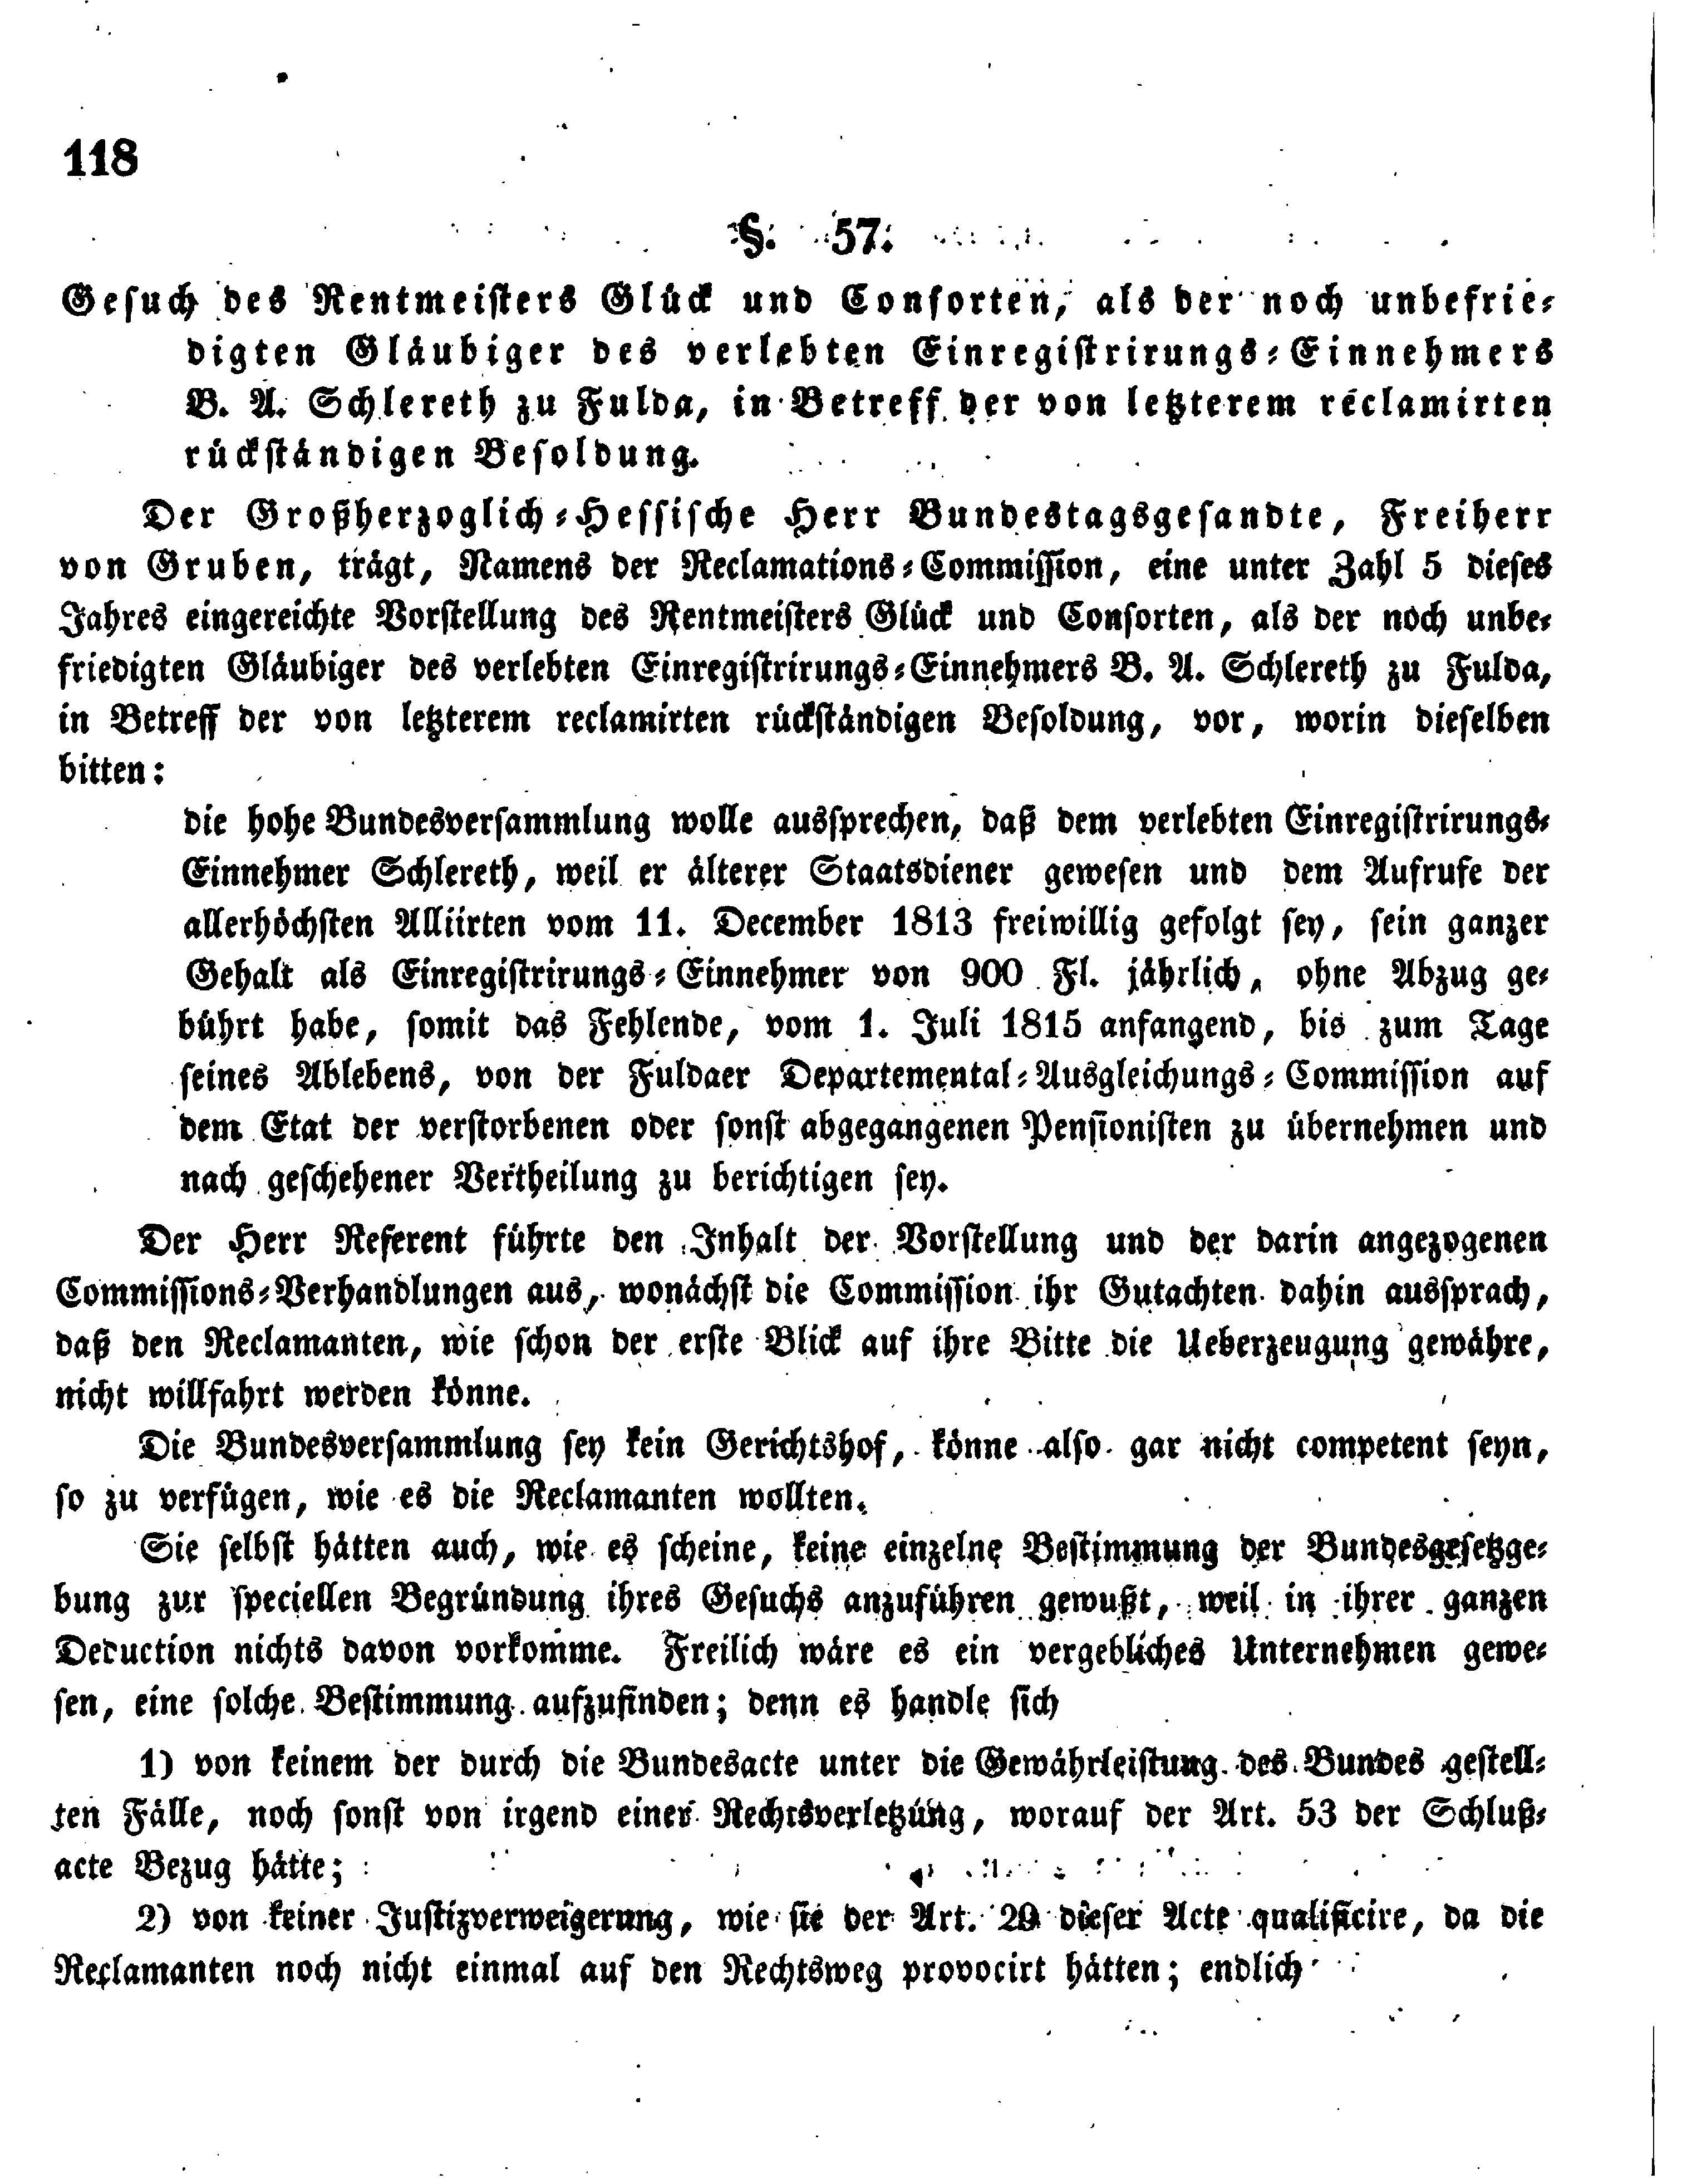 118
§. 57.
Gesuch des Rentmeisters Glück und Consorten, als der noch unbefrie-
digten Gläubiger des verlebten Einregistrirungs-Einnehmers
B. A. Schlereth zu Fulda, in Betreff der von letzterem reclamirten
rückständigen Besoldung.
Der Großherzoglich-Hessische Herr Bundestagsgesandte, Freiherr
von Gruben, trägt, Namens der Reclamations-Commission, eine unter Zahl 5 dieses
Jahres eingereichte Vorstellung des Rentmeisters Glück und Consorten, als der noch unbe-
friedigten Gläubiger des verlebten Einregistrirungs-Einnehmers B. A. Schlereth zu Fulda,
in Betreff der von letzterem reclamirten rückständigen Besoldung, vor, worin dieselben
bitten:
die hohe Bundesversammlung wolle aussprechen, daß dem verlebten Einregistrirungs-
Einnehmer Schlereth, weil er älterer Staatsdiener gewesen und dem Aufrufe der
allerhöchsten Alliirten vom 11. December 1813 freiwillig gefolgt sey, sein ganzer
Gehalt als Einregistrirungs-Einnehmer von 900 Fl. jährlich, ohne Abzug ge-
bührt habe, somit das Fehlende, vom 1. Juli 1815 anfangend, bis zum Tage
seines Ablebens, von der Fuldaer Departemental-Ausgleichungs-Commission auf
dem Etat der verstorbenen oder sonst abgegangenen Pensionisten zu übernehmen und
nach geschehener Vertheilung zu berichtigen sey.
Der Herr Referent führte den Inhalt der Vorstellung und der darin angezogenen
Commissions-Verhandlungen aus, wonächst die Commission ihr Gutachten dahin aussprach,
daß den Reclamanten, wie schon der erste Blick auf ihre Bitte die Ueberzeugung gewähre,
nicht willfahrt werden könne.
Die Bundesversammlung sey kein Gerichtshof, könne also gar nicht competent seyn,
so zu verfügen, wie es die Reclamanten wollten.
Sie selbst hätten auch, wie es scheine, keine einzelne Bestimmung der Bundesgesetzge-
bung zur speciellen Begründung ihres Gesuchs anzuführen gewußt, weil in ihrer ganzen
Deduction nichts davon vorkomme. Freilich wäre es ein vergebliches Unternehmen gewe-
sen, eine solche Bestimmung aufzufinden; denn es handle sich
1) von keinem der durch die Bundesacte unter die Gewährleistung des Bundes gestell-
ten Fälle, noch sonst von irgend einer Rechtsverletzung, worauf der Art. 53 der Schluß-
acte Bezug hätte;
2) von keiner Justizverweigerung, wie sie der Art. 29 dieser Acte qualificire, da die
Reclamanten noch nicht einmal auf den Rechtsweg provocirt hätten; endlich